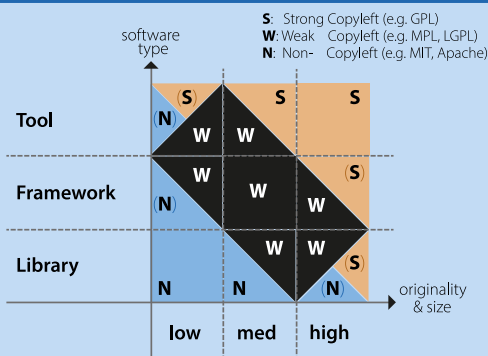 S: Strong Copyleft (e.g. GPL)
W: Weak Copyleft (e.g. MPL, LGPL)
N: Non- Copyleft (e.g. MIT, Apache)
software
type
(S) S S
(N)
Tool
W W
W (S)
Framework W
(N) W
W W
Library (S)
N N (N)
originality
& size
low med high